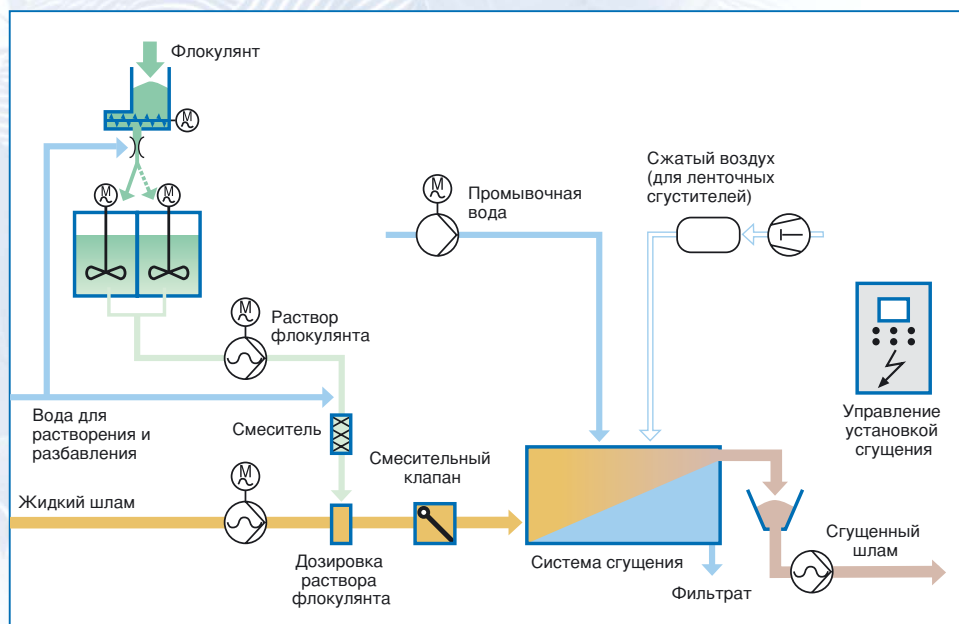 Флокулянт
M
M
M
Сжатый воздух
(для ленточных
сгустителей)
M
Промывочная
вода
M
Раствор
флокулянта
Вода для
растворения и
разбавления
Смеситель
Управление
установкой
сгущения
M
Смесительный
клапан
Жидкий шлам
Дозировка
раствора
флокулянта
Система сгущения
Фильтрат
Сгущенный
шлам